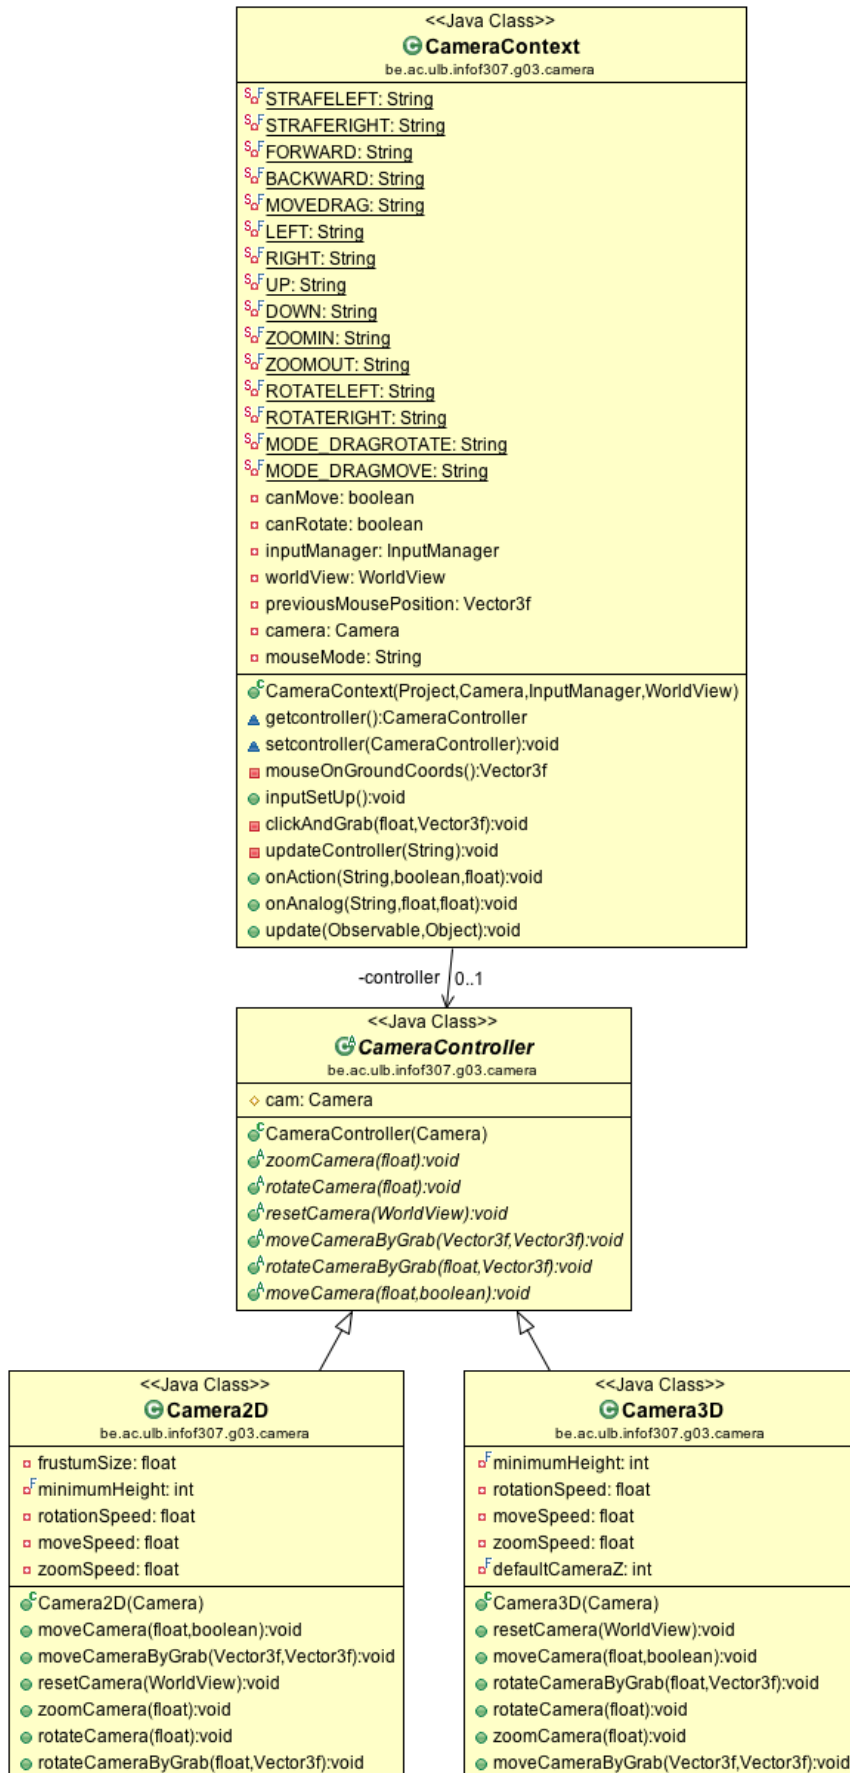 <<Java Class>>
CameraContext
be.ac.ulb.infof307.g03.camera
STRAFELEFT: String
STRAFERIGHT: String
FORWARD: String
BACKWARD: String
MOVEDRAG: String
LEFT: String
RIGHT: String
UP: String
DOWN: String
ZOOMIN: String
ZOOMOUT: String
ROTATELEFT: String
ROTATERIGHT: String
MODE_DRAGROTATE: String
MODE_DRAGMOVE: String
canMove: boolean
canRotate: boolean
inputManager: InputManager
worldView: WorldView
previousMousePosition: Vector3f
camera: Camera
mouseMode: String
CameraContext(Project,Camera,InputManager,WorldView)
getcontroller():CameraController
setcontroller(CameraController):void
mouseOnGroundCoords():Vector3f
inputSetUp():void
clickAndGrab(float,Vector3f):void
updateController(String):void
onAction(String,boolean,float):void
onAnalog(String,float,float):void
update(Observable,Object):void
-controller 0..1
<<Java Class>>
CameraController
be.ac.ulb.infof307.g03.camera
cam: Camera
CameraController(Camera)
zoomCamera(float):void
rotateCamera(float):void
resetCamera(WorldView):void
moveCameraByGrab(Vector3f,Vector3f):void
rotateCameraByGrab(float,Vector3f):void
moveCamera(float,boolean):void
<<Java Class>>
Camera2D
be.ac.ulb.infof307.g03.camera
frustumSize: float
minimumHeight: int
rotationSpeed: float
moveSpeed: float
zoomSpeed: float
Camera2D(Camera)
moveCamera(float,boolean):void
moveCameraByGrab(Vector3f,Vector3f):void
resetCamera(WorldView):void
zoomCamera(float):void
rotateCamera(float):void
rotateCameraByGrab(float,Vector3f):void
<<Java Class>>
Camera3D
be.ac.ulb.infof307.g03.camera
minimumHeight: int
rotationSpeed: float
moveSpeed: float
zoomSpeed: float
defaultCameraZ: int
Camera3D(Camera)
resetCamera(WorldView):void
moveCamera(float,boolean):void
rotateCameraByGrab(float,Vector3f):void
rotateCamera(float):void
zoomCamera(float):void
moveCameraByGrab(Vector3f,Vector3f):void